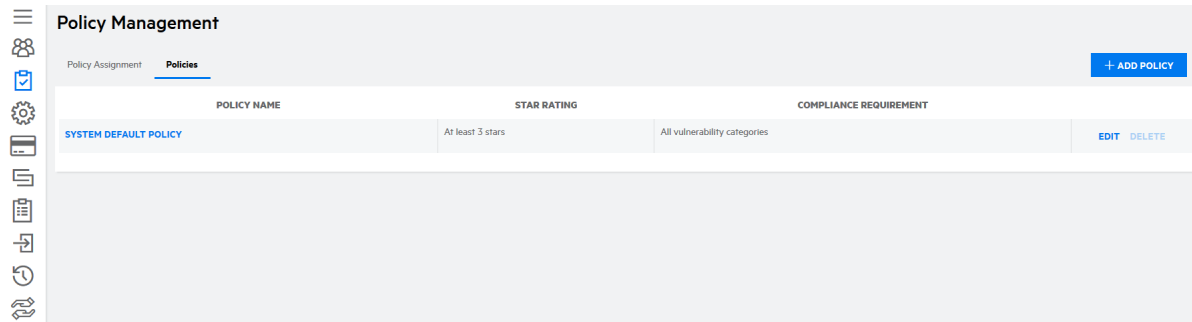 Policy Management
Policy Assignment Policies
+ ADD POLICY
POLICY NAME STAR RATING COMPLIANCE REQUIREMENT
SYSTEM DEFAULT POLICY At least 3 stars All vulnerability categories EDIT DELETE